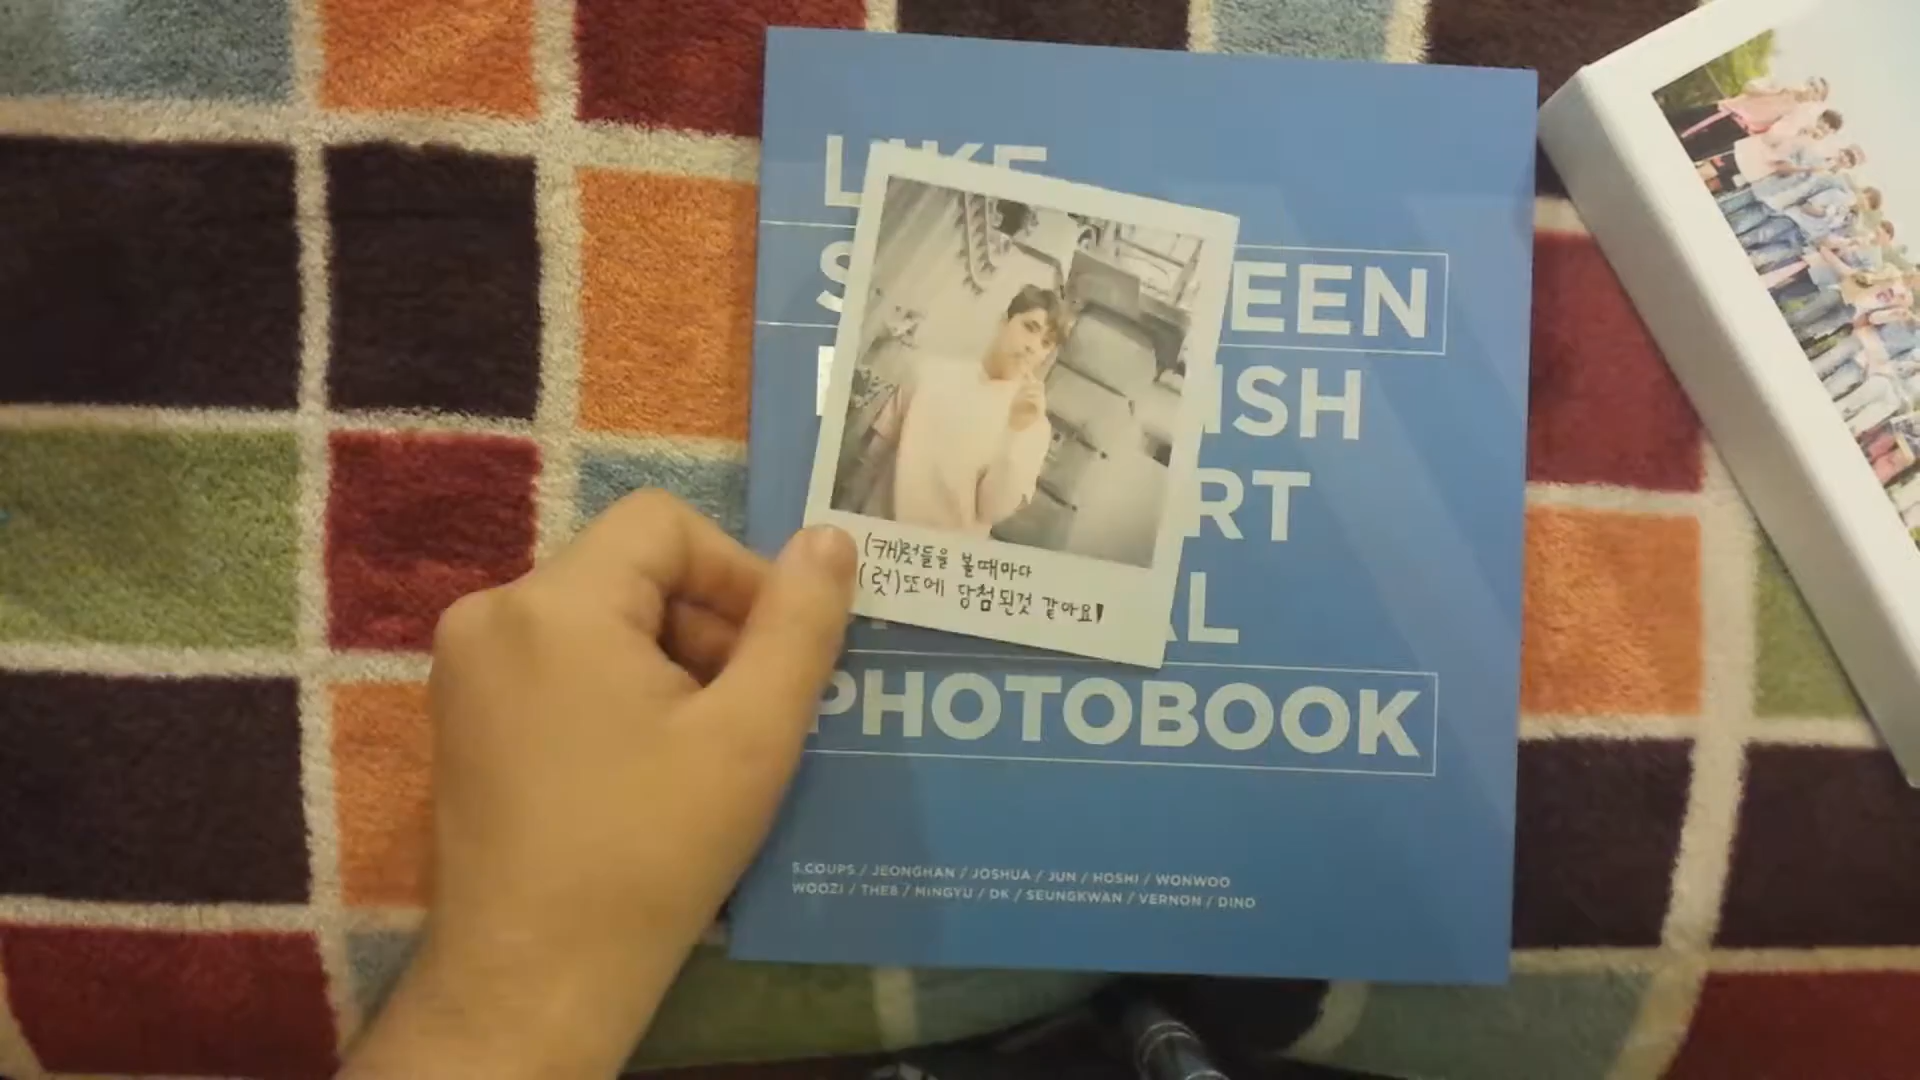 LIKE
EEN
ISH
RT
AL
PHOTOBOOK
(캐)럿들을 볼때마다
(럿)또에 당첨된것 같아요!
S.COUPS / JEONGHAN / JOSHUA / JUN / HOSHI / WONWOO
WOOZI / THE8 / MINGYU / DK / SEUNGKWAN / VERNON / DINO